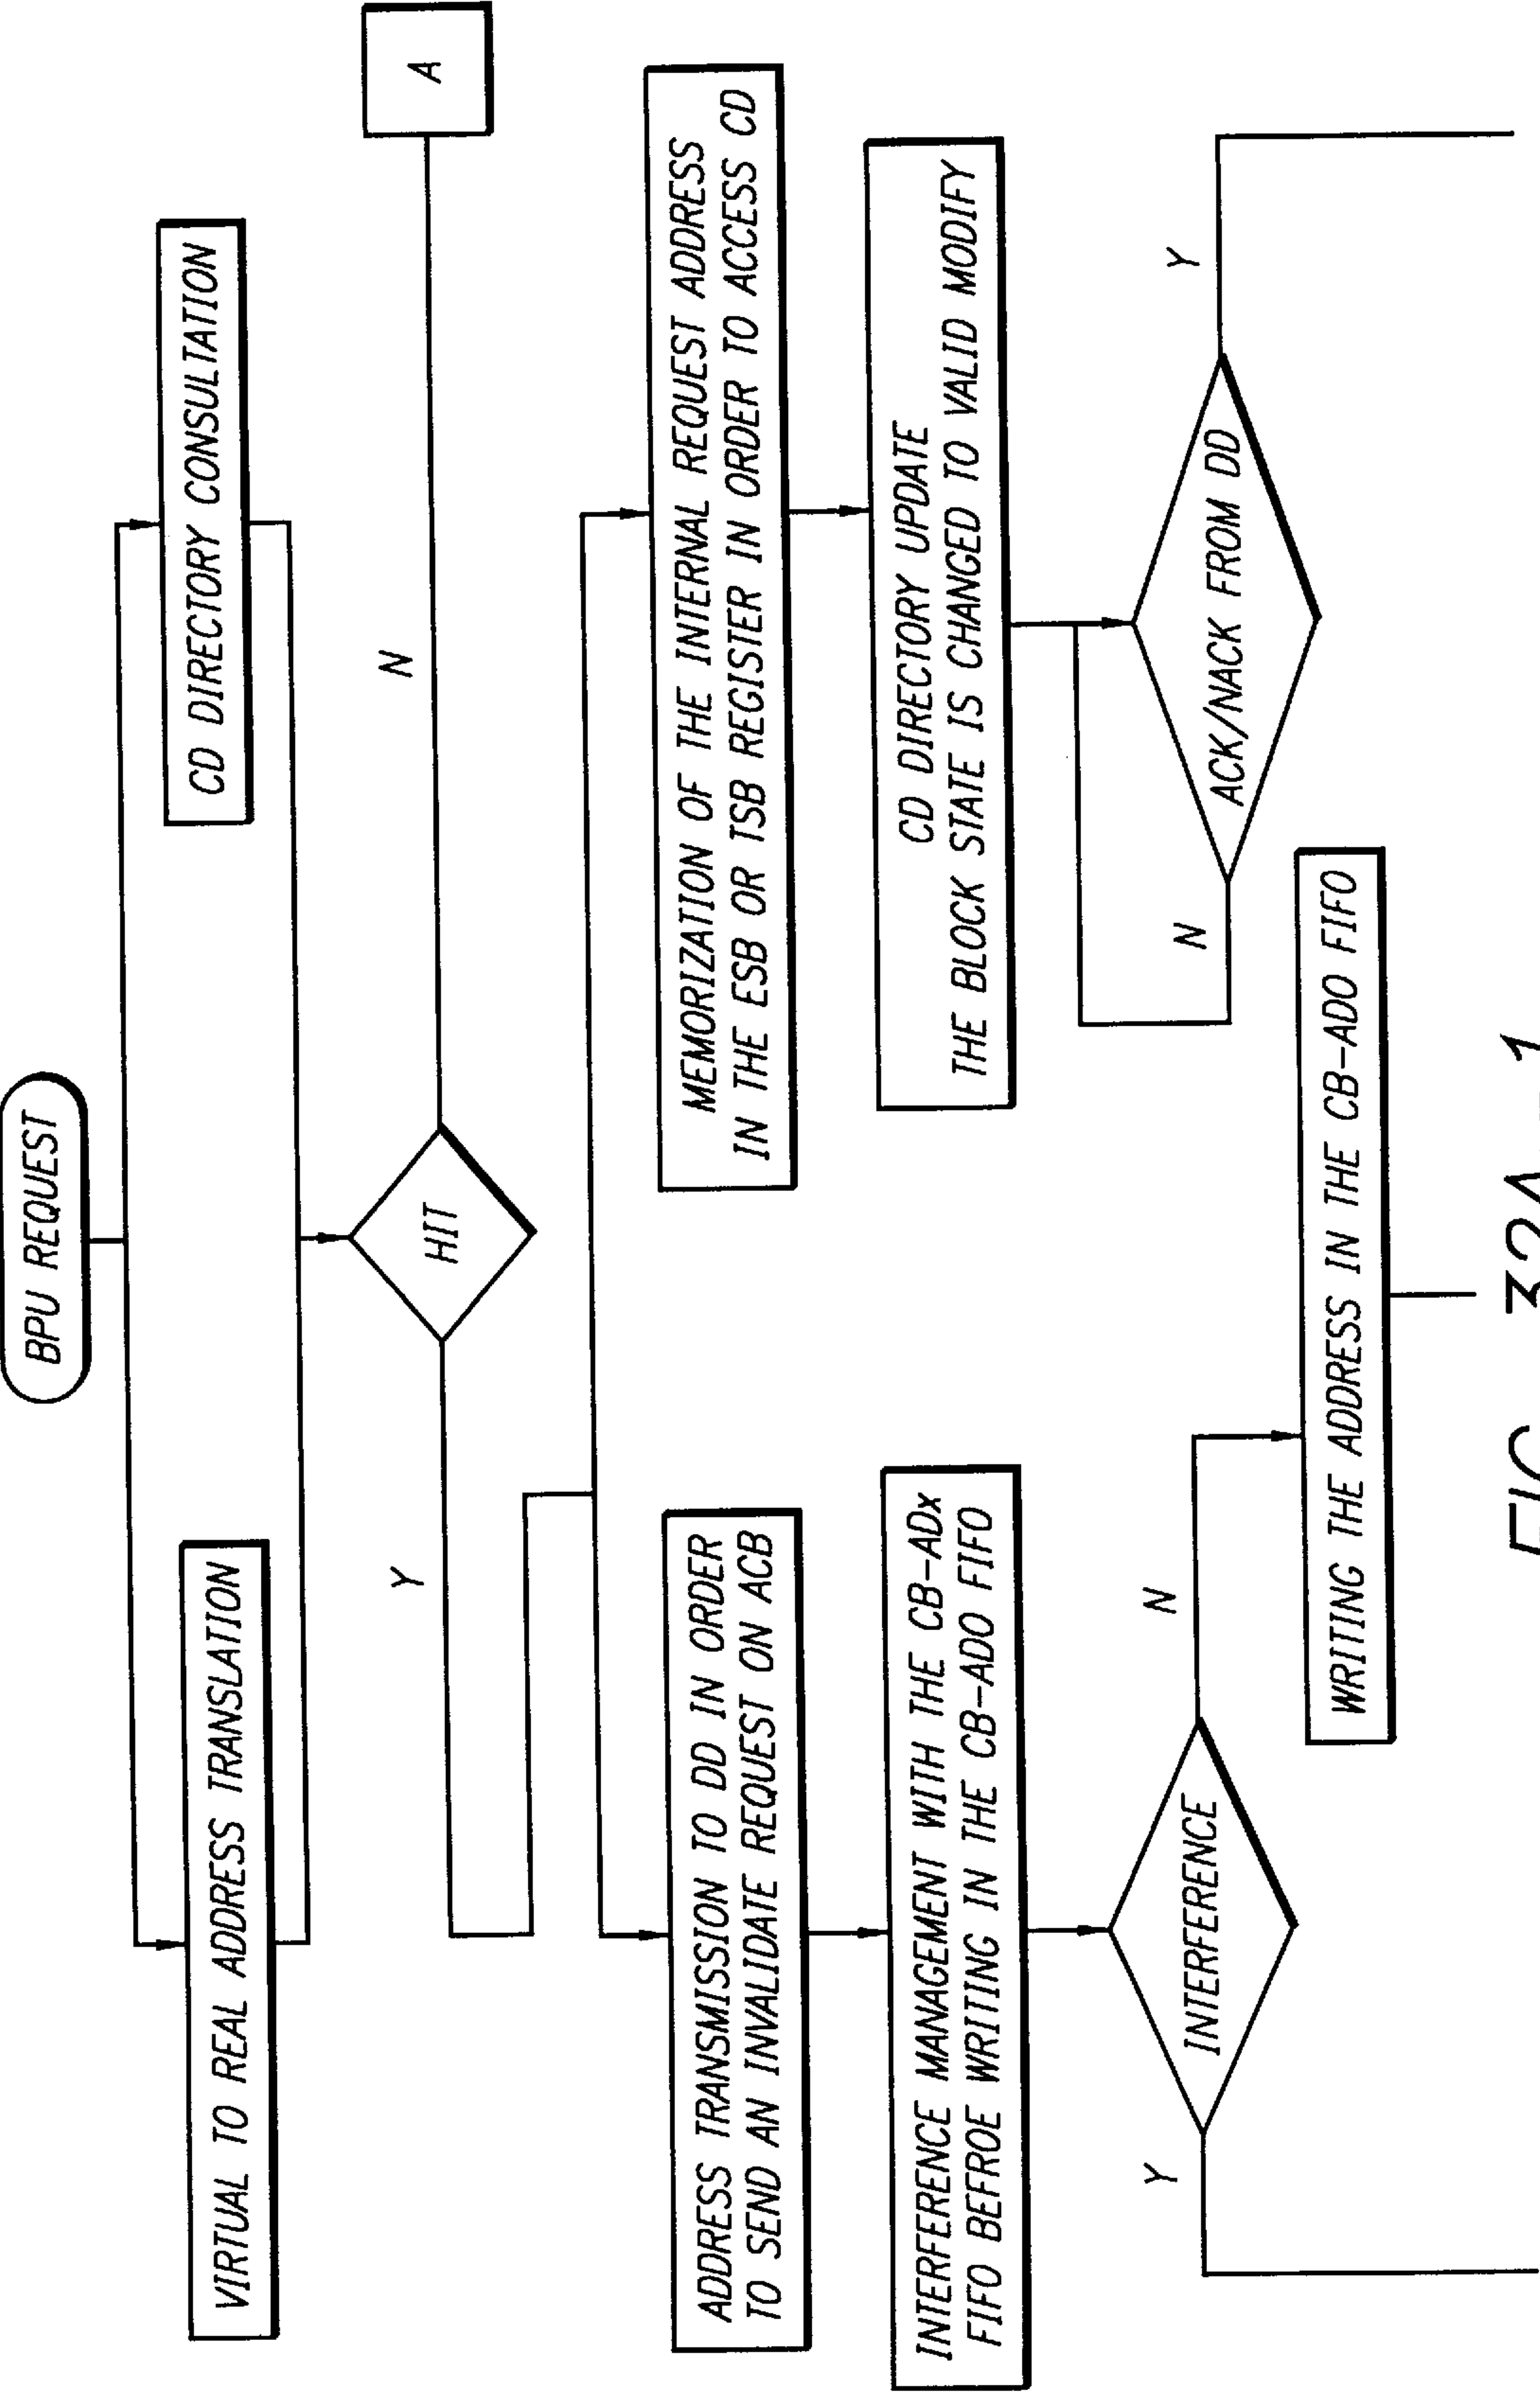 BPU REQUEST
VIRTUAL TO REAL ADDRESS TRANSLATION
CD DIRECTORY CONSULTATION
HIT
Y
N
A
ADDRESS TRANSMISSION TO DD IN ORDER
TO SEND AN INVALIDATE REQUEST ON ACB
MEMORIZATION OF THE INTERNAL REQUEST ADDRESS
IN THE ESB OR TSB REGISTER IN ORDER TO ACCESS CD
INTERFERENCE MANAGEMENT WITH THE CB-ADx
FIFO BEFROE WRITING IN THE CB-ADO FIFO
CD DIRECTORY UPDATE
THE BLOCK STATE IS CHANGED TO VALID MODIFY
Y
INTERFERENCE
N
N
ACK/NACK FROM DD
Y
WRITING THE ADDRESS IN THE CB-ADO FIFO